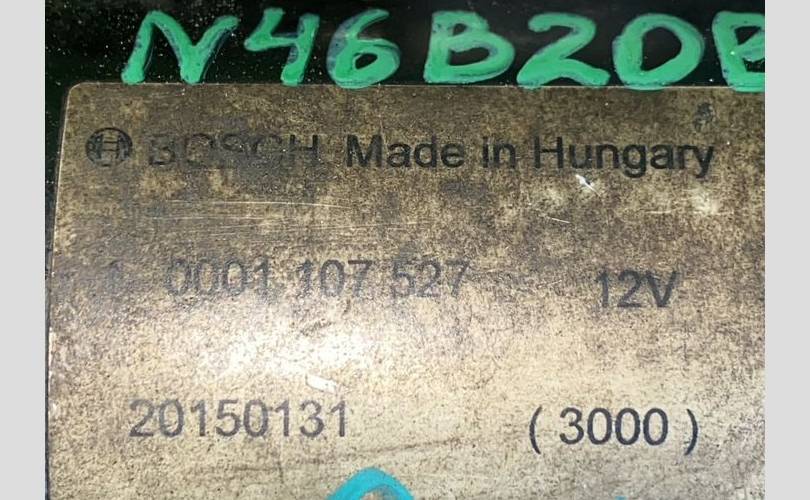 N46B20B
BOSCH Made in Hungary
0001 107 527 12V
20150131 ( 3000 )